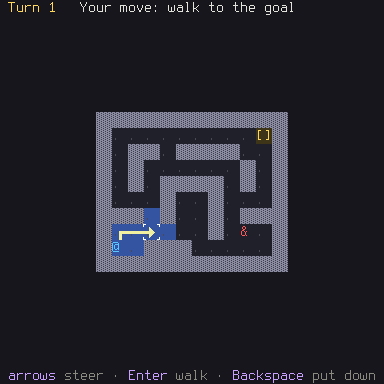 Turn 1 Your move: walk to the goal
[]
&
@
arrows steer · Enter walk · Backspace put down